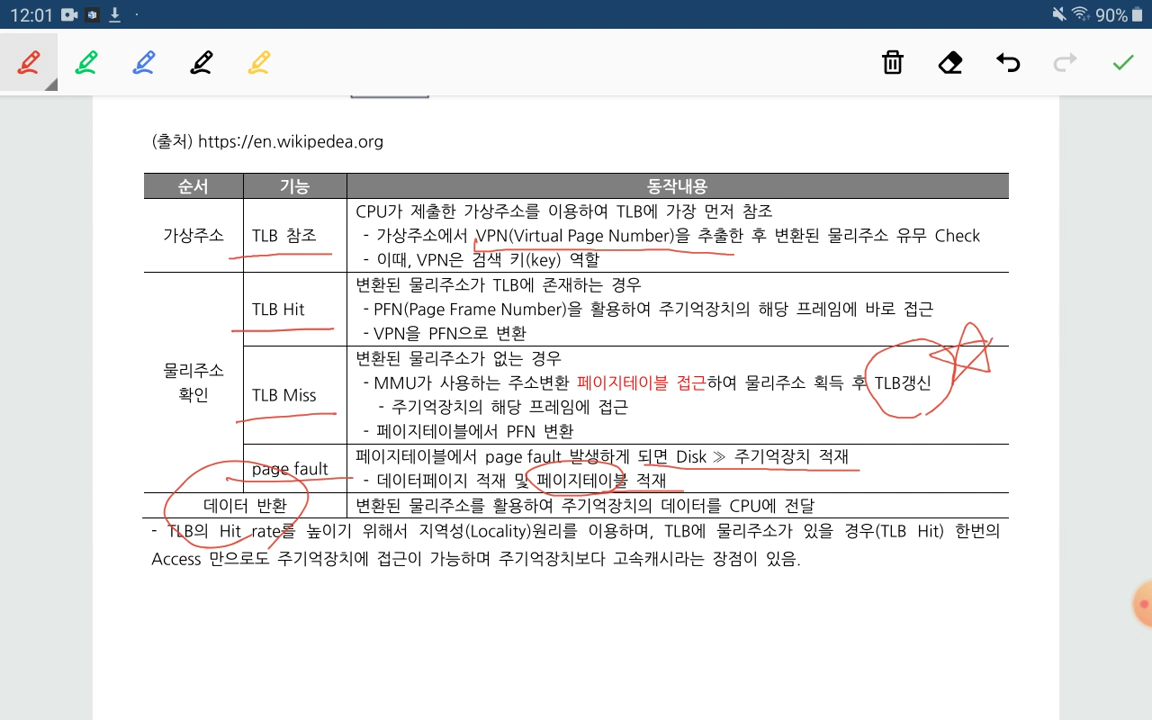 12:01
90%
(출처) https://en.wikipedea.org
순서 기능 동작내용
가상주소 TLB 참조
CPU가 제출한 가상주소를 이용하여 TLB에 가장 먼저 참조
- 가상주소에서 VPN(Virtual Page Number)을 추출한 후 변환된 물리주소 유무 Check
- 이때, VPN은 검색 키(key) 역할
물리주소
확인
TLB Hit
변환된 물리주소가 TLB에 존재하는 경우
- PFN(Page Frame Number)을 활용하여 주기억장치의 해당 프레임에 바로 접근
- VPN을 PFN으로 변환
TLB Miss
변환된 물리주소가 없는 경우
- MMU가 사용하는 주소변환 페이지테이블 접근하여 물리주소 획득 후 TLB갱신
- 주기억장치의 해당 프레임에 접근
- 페이지테이블에서 PFN 변환
page fault
페이지테이블에서 page fault 발생하게 되면 Disk ≫ 주기억장치 적재
- 데이터페이지 적재 및 페이지테이블 적재
데이터 반환 변환된 물리주소를 활용하여 주기억장치의 데이터를 CPU에 전달
- TLB의 Hit rate를 높이기 위해서 지역성(Locality)원리를 이용하며, TLB에 물리주소가 있을 경우(TLB Hit) 한번의
Access 만으로도 주기억장치에 접근이 가능하며 주기억장치보다 고속캐시라는 장점이 있음.